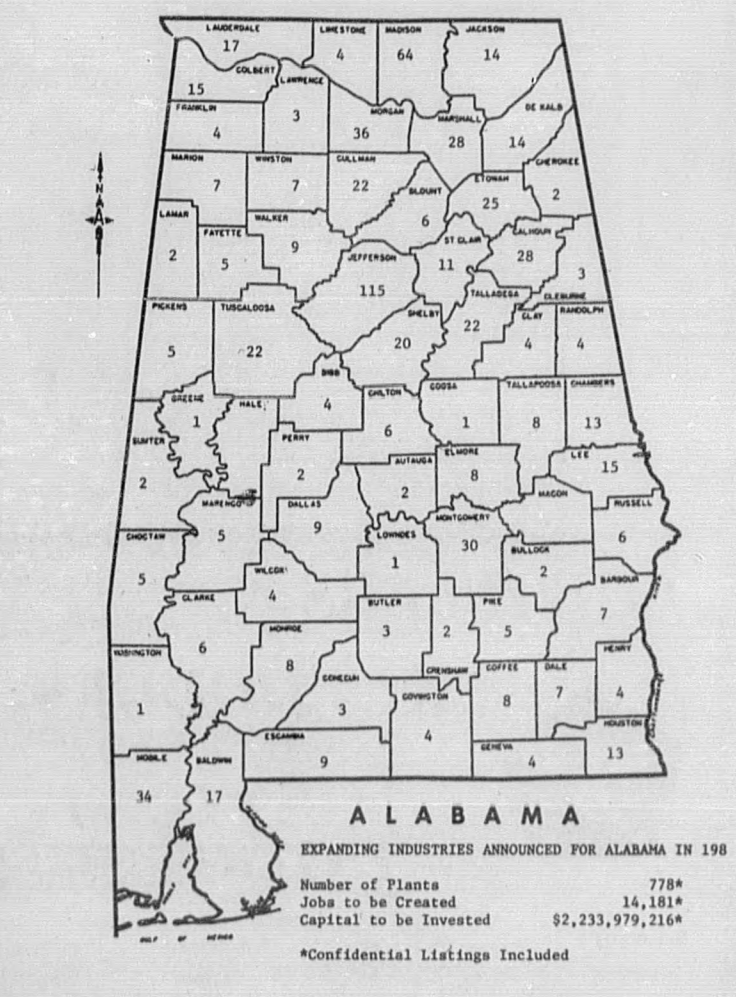 LAUDERDALE
17
LIMESTONE
4
MADISON
64
JACKSON
14
COLBERT
15
LAWRENCE
3
FRANKLIN
4
MORGAN
36
MARSHALL
28
DE KALB
14
MARION
7
WINSTON
7
CULLMAN
22
BLOUNT
6
ETOWAH
25
CHEROKEE
2
N
LAMAR
2
FAYETTE
5
WALKER
9
JEFFERSON
115
ST CLAIR
11
CALHOUN
28
CLEBURNE
3
PICKENS
5
TUSCALOOSA
22
SHELBY
20
TALLADEGA
22
CLAY
4
RANDOLPH
4
BIBB
4
GREENE
1
HALE
CHILTON
6
COOSA
1
TALLAPOOSA
8
CHAMBERS
13
SUMTER
2
PERRY
2
AUTAUGA
2
ELMORE
8
LEE
15
MACON
RUSSELL
6
MARENGO
5
DALLAS
9
LOWNDES
1
MONTGOMERY
30
BULLOCK
2
BARBOUR
7
CHOCTAW
5
WILCOX
4
CLARKE
6
BUTLER
3
CRENSHAW
2
PIKE
5
HENRY
4
WASHINGTON
1
MONROE
8
CONECUH
3
COVINGTON
4
COFFEE
8
DALE
7
HOUSTON
13
ESCAMBIA
9
GENEVA
4
MOBILE
34
BALDWIN
17
GULF OF MEXICO
ALABAMA
EXPANDING INDUSTRIES ANNOUNCED FOR ALABAMA IN 198
Number of Plants 778*
Jobs to be Created 14,181*
Capital to be Invested $2,233,979,216*
*Confidential Listings Included